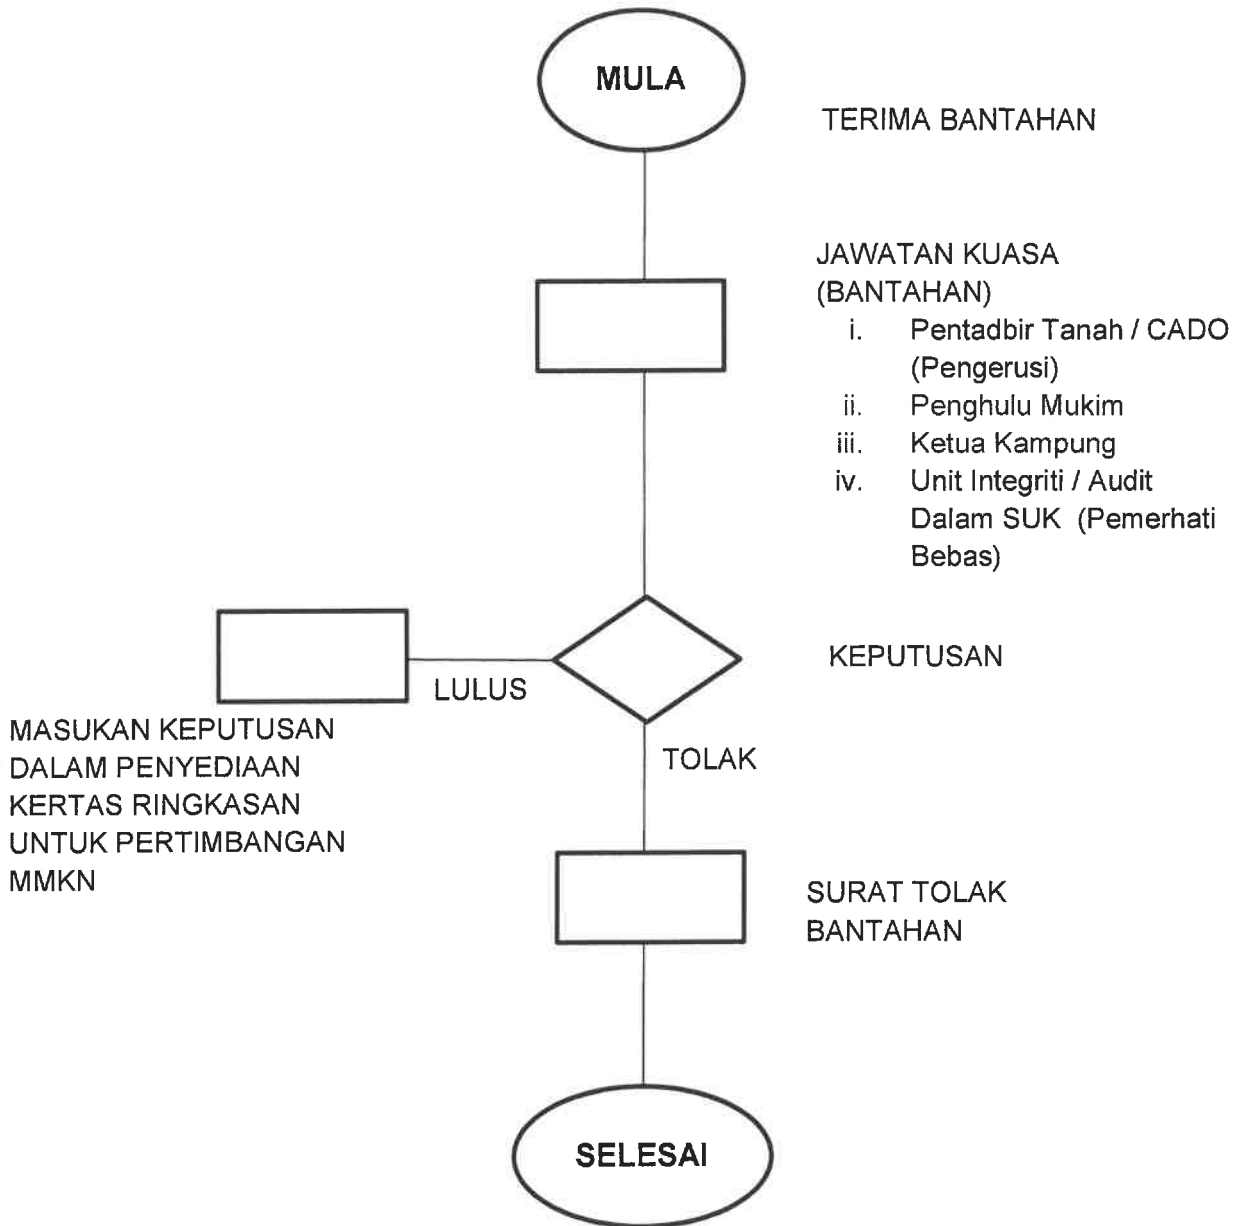 MULA
TERIMA BANTAHAN
JAWATAN KUASA
(BANTAHAN)
i. Pentadbir Tanah / CADO
(Pengerusi)
ii. Penghulu Mukim
iii. Ketua Kampung
iv. Unit Integriti / Audit
Dalam SUK (Pemerhati
Bebas)
KEPUTUSAN
LULUS
MASUKAN KEPUTUSAN
DALAM PENYEDIAAN
KERTAS RINGKASAN
UNTUK PERTIMBANGAN
MMKN
TOLAK
SURAT TOLAK
BANTAHAN
SELESAI